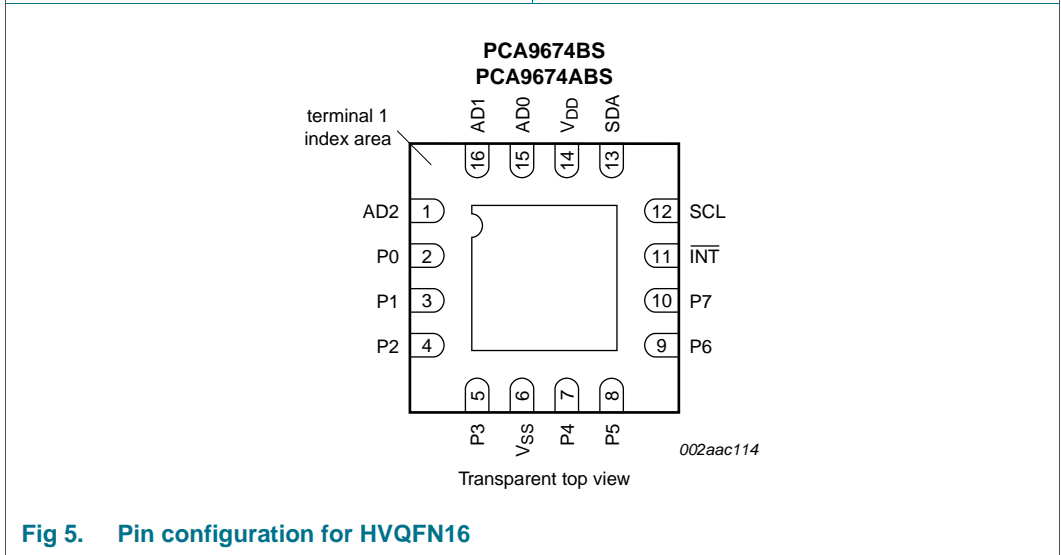 PCA9674BS
PCA9674ABS
terminal 1
index area
16 AD1
15 AD0
14 VDD
13 SDA
AD2 1
12 SCL
P0 2
11 INT
P1 3
10 P7
P2 4
9 P6
5 P3
6 VSS
7 P4
8 P5
002aac114
Transparent top view
Fig 5. Pin configuration for HVQFN16